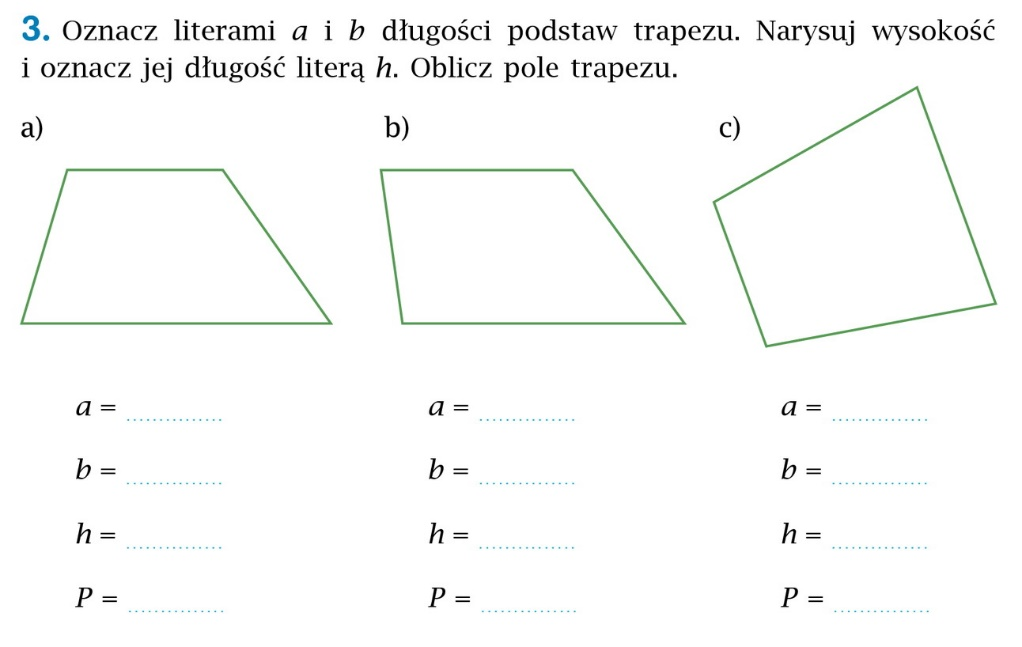 3. Oznacz literami a i b długości podstaw trapezu. Narysuj wysokość
i oznacz jej długość literą h. Oblicz pole trapezu.
a) b) c)
a = .............. a = .............. a = ..............
b = .............. b = .............. b = ..............
h = .............. h = .............. h = ..............
P = .............. P = .............. P = ..............